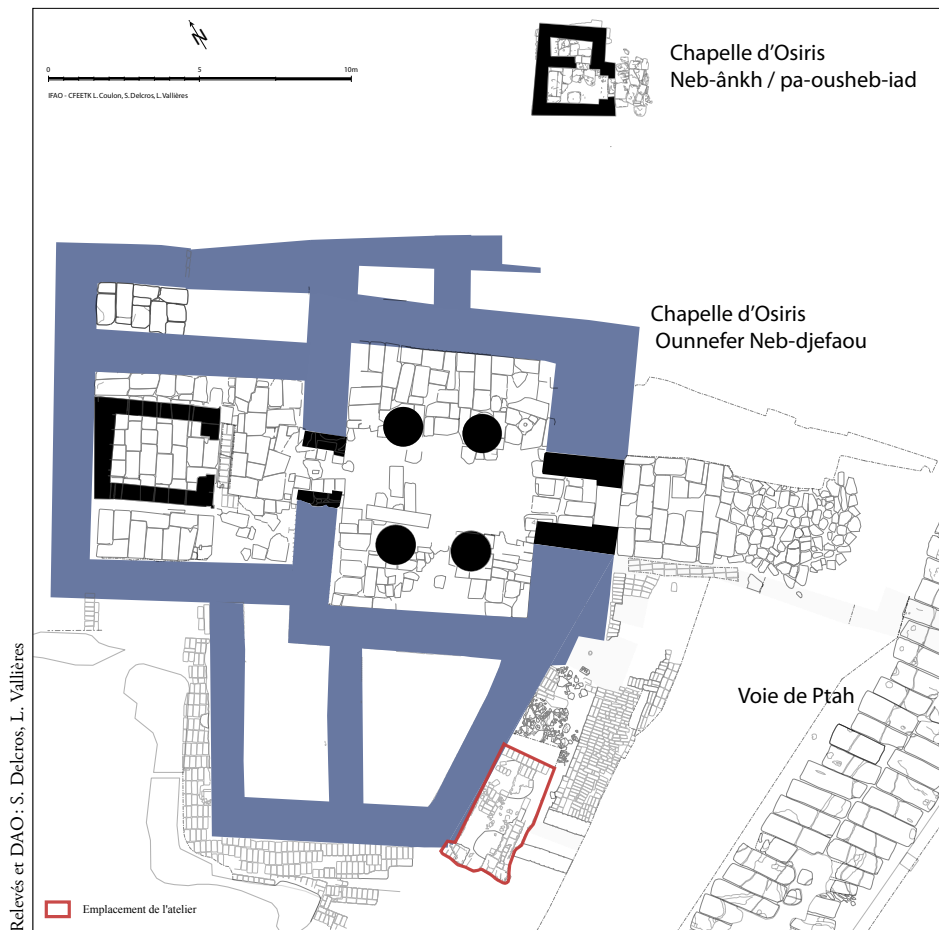 N
0 5 10m
IFAO - CFEETK L. Coulon, S. Delcros, L. Vallières
Chapelle d'Osiris
Neb-ânkh / pa-ousheb-iad
Chapelle d'Osiris
Ounnefer Neb-djefaou
Voie de Ptah
Emplacement de l'atelier
Relevés et DAO : S. Delcros, L. Vallières